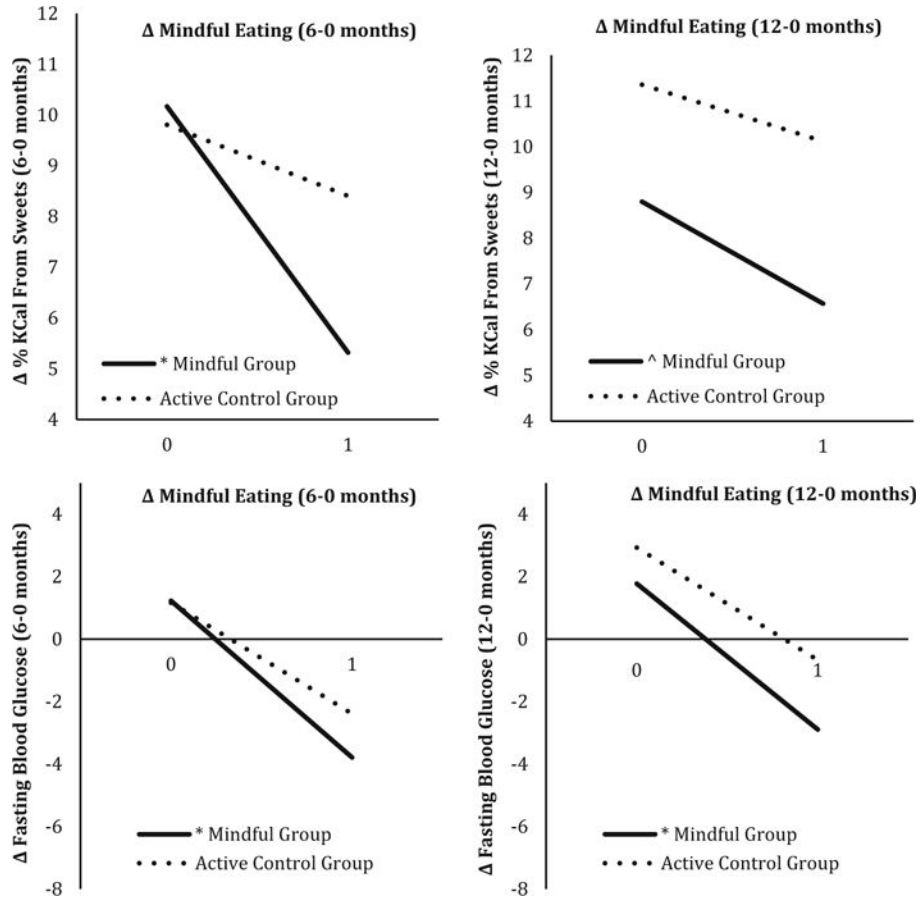 Δ Mindful Eating (6-0 months)
Δ % KCal From Sweets (6-0 months)
12
11
10
9
8
7
6
5
4
0
1
* Mindful Group
Active Control Group
Δ Mindful Eating (12-0 months)
Δ % KCal From Sweets (12-0 months)
12
11
10
9
8
7
6
5
4
0
1
^ Mindful Group
Active Control Group
Δ Mindful Eating (6-0 months)
Δ Fasting Blood Glucose (6-0 months)
4
2
0
-2
-4
-6
-8
0
1
* Mindful Group
Active Control Group
Δ Mindful Eating (12-0 months)
Δ Fasting Blood Glucose (12-0 months)
4
2
0
-2
-4
-6
-8
0
1
* Mindful Group
Active Control Group